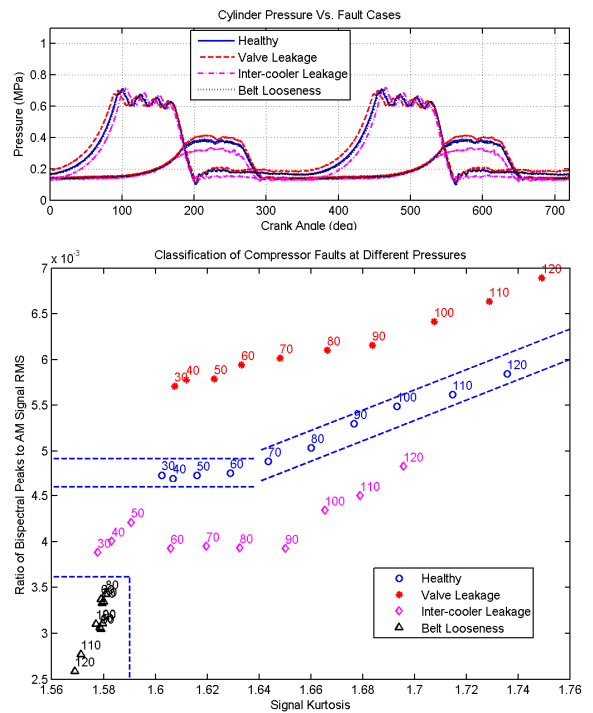 Cylinder Pressure Vs. Fault Cases
Pressure (MPa)
1
0.8
0.6
0.4
0.2
0
Healthy
Valve Leakage
Inter-cooler Leakage
Belt Looseness
0 100 200 300 400 500 600 700
Crank Angle (deg)
Classification of Compressor Faults at Different Pressures
x 10^-3
Ratio of Bispectral Peaks to AM Signal RMS
7
6.5
6
5.5
5
4.5
4
3.5
3
2.5
30 40 50 60 70 80 90 100 110 120
30 40 50 60 70 80 90 100 110 120
30 40 50 60 70 80 90 100 110 120
80
100
110
120
Healthy
Valve Leakage
Inter-cooler Leakage
Belt Looseness
1.56 1.58 1.6 1.62 1.64 1.66 1.68 1.7 1.72 1.74 1.76
Signal Kurtosis